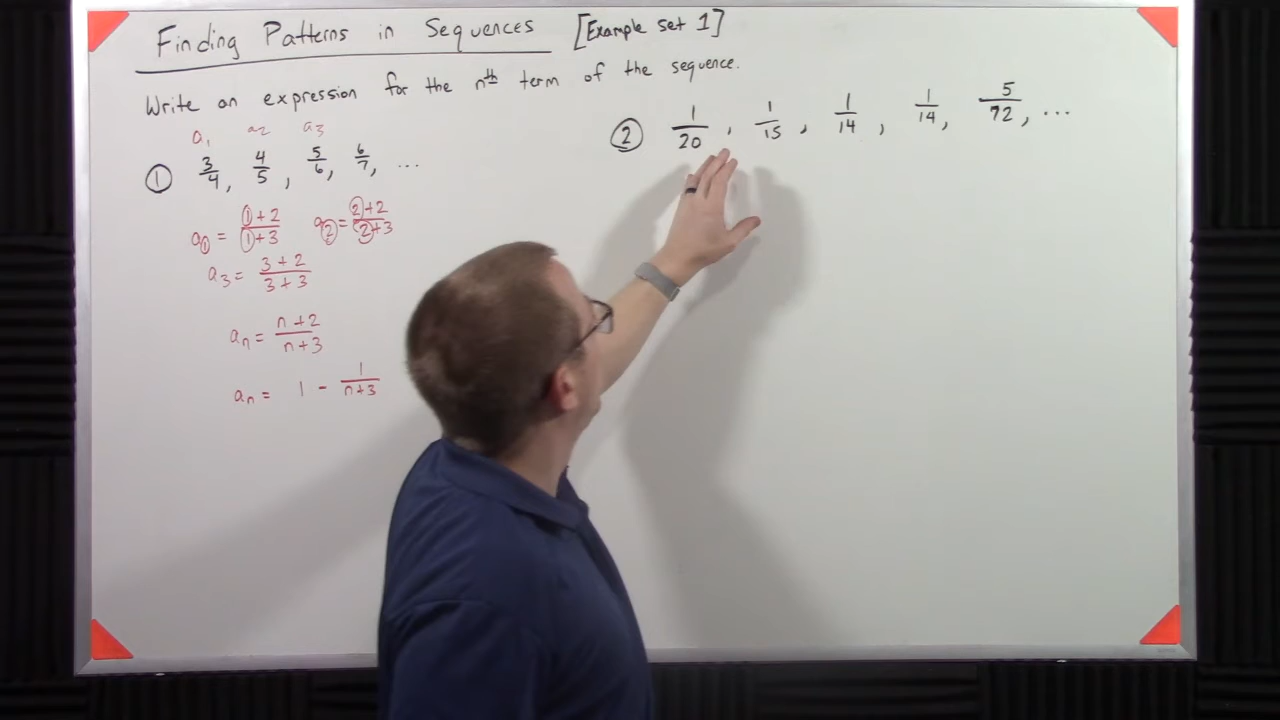 Finding Patterns in Sequences [Example set 1]
Write an expression for the nth term of the sequence.
a1 a2 a3
① 3/4, 4/5, 5/6, 6/7, ...
a1 = 1+2/1+3 a2 = 2+2/2+3
a3 = 3+2/3+3
an = n+2/n+3
an = 1 - 1/n+3
② 1/20, 1/15, 1/14, 1/14, 5/72, ...